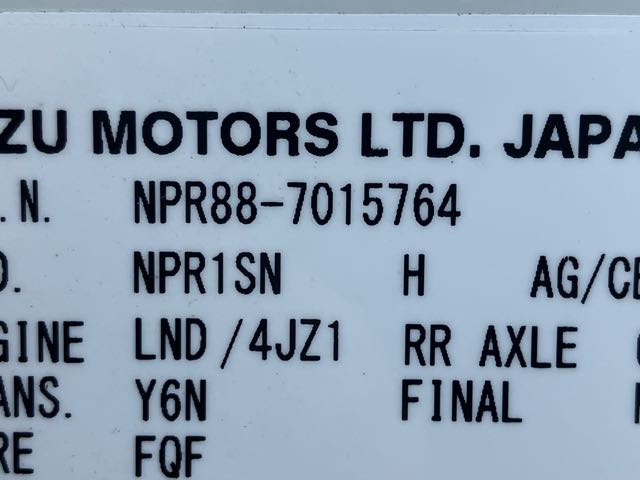 ZU MOTORS LTD. JAPA
.N. NPR88-7015764
D. NPR1SN H AG/CE
GINE LND/4JZ1 RR AXLE
ANS. Y6N FINAL
RE FQF